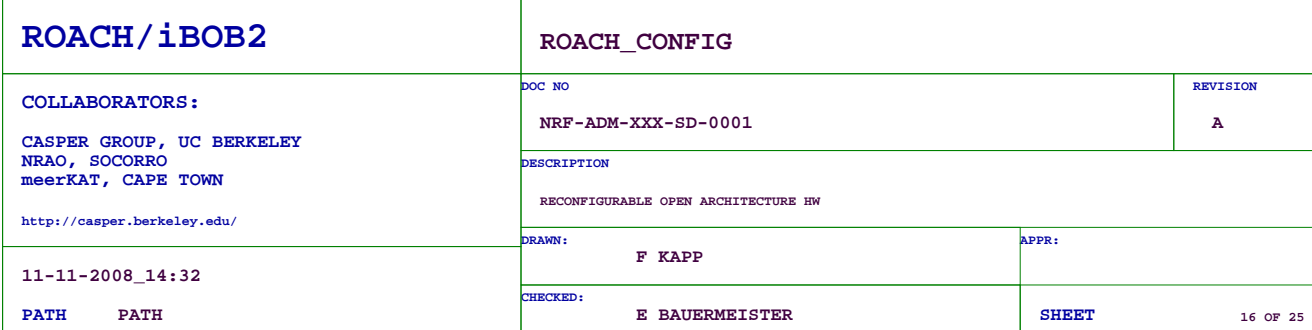 ROACH/iBOB2
COLLABORATORS:
CASPER GROUP, UC BERKELEY
NRAO, SOCORRO
meerKAT, CAPE TOWN
http://casper.berkeley.edu/
11-11-2008_14:32
PATH PATH
ROACH_CONFIG
DOC NO
NRF-ADM-XXX-SD-0001
REVISION
A
DESCRIPTION
RECONFIGURABLE OPEN ARCHITECTURE HW
DRAWN:
F KAPP
APPR:
CHECKED:
E BAUERMEISTER
SHEET 16 OF 25